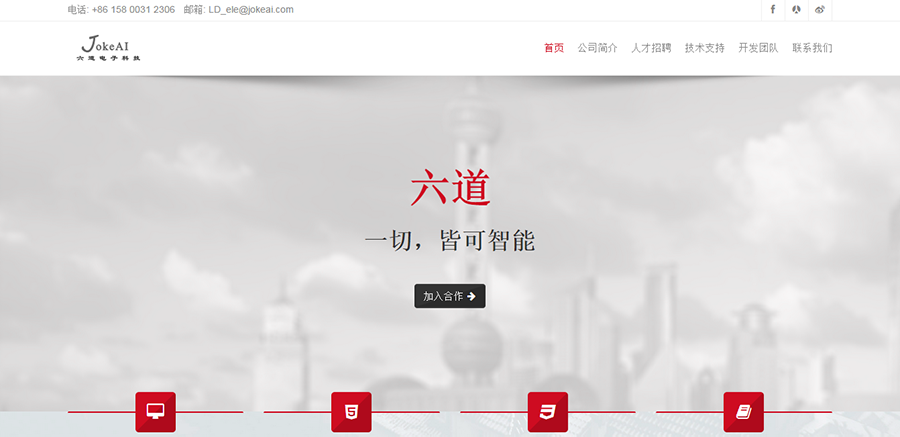 电话: +86 158 0031 2306 邮箱: LD_ele@jokeai.com
JokeAI
六道电子科技
首页 公司简介 人才招聘 技术支持 开发团队 联系我们
六道
一切，皆可智能
加入合作